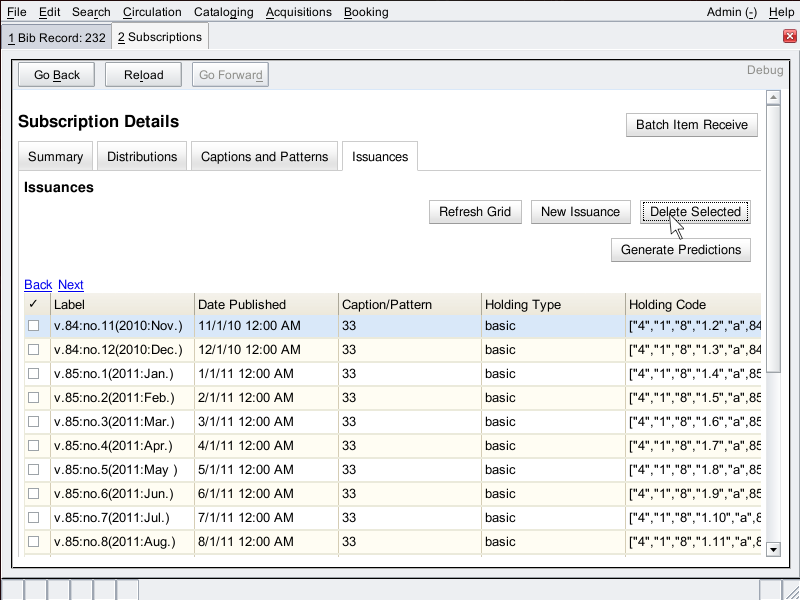 File Edit Search Circulation Cataloging Acquisitions Booking Admin (-) Help
1 Bib Record: 232 2 Subscriptions
Go Back Reload Go Forward Debug
Subscription Details
Batch Item Receive
Summary Distributions Captions and Patterns Issuances
Issuances
Refresh Grid New Issuance Delete Selected
Generate Predictions
Back Next
✓ Label Date Published Caption/Pattern Holding Type Holding Code
v.84:no.11(2010:Nov.) 11/1/10 12:00 AM 33 basic ["4","1","8","1.2","a",84
v.84:no.12(2010:Dec.) 12/1/10 12:00 AM 33 basic ["4","1","8","1.3","a",84
v.85:no.1(2011:Jan.) 1/1/11 12:00 AM 33 basic ["4","1","8","1.4","a",85
v.85:no.2(2011:Feb.) 2/1/11 12:00 AM 33 basic ["4","1","8","1.5","a",85
v.85:no.3(2011:Mar.) 3/1/11 12:00 AM 33 basic ["4","1","8","1.6","a",85
v.85:no.4(2011:Apr.) 4/1/11 12:00 AM 33 basic ["4","1","8","1.7","a",85
v.85:no.5(2011:May ) 5/1/11 12:00 AM 33 basic ["4","1","8","1.8","a",85
v.85:no.6(2011:Jun.) 6/1/11 12:00 AM 33 basic ["4","1","8","1.9","a",85
v.85:no.7(2011:Jul.) 7/1/11 12:00 AM 33 basic ["4","1","8","1.10","a",8
v.85:no.8(2011:Aug.) 8/1/11 12:00 AM 33 basic ["4","1","8","1.11","a",8